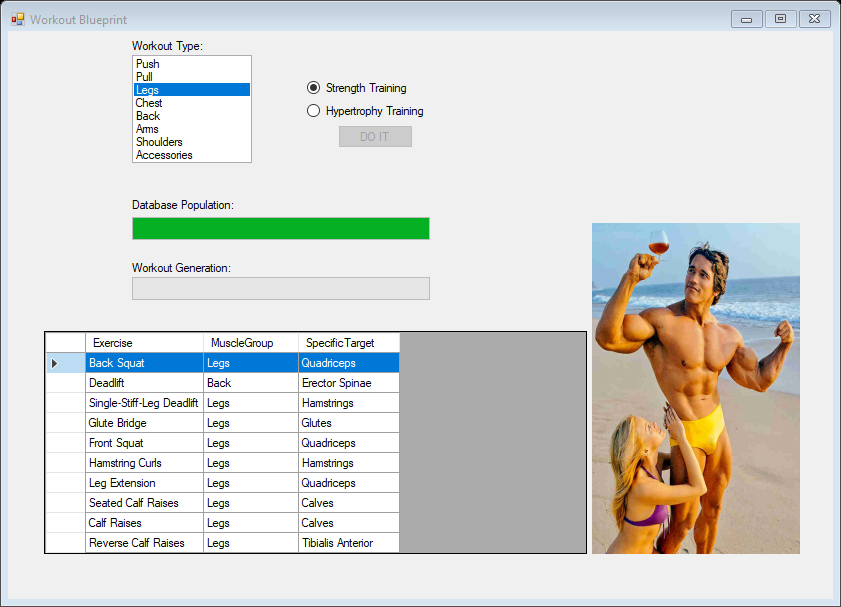 Workout Blueprint
Workout Type:
Push
Pull
Legs
Chest
Back
Arms
Shoulders
Accessories
Strength Training
Hypertrophy Training
DO IT
Database Population:
Workout Generation:
Exercise MuscleGroup SpecificTarget
Back Squat Legs Quadriceps
Deadlift Back Erector Spinae
Single-Stiff-Leg Deadlift Legs Hamstrings
Glute Bridge Legs Glutes
Front Squat Legs Quadriceps
Hamstring Curls Legs Hamstrings
Leg Extension Legs Quadriceps
Seated Calf Raises Legs Calves
Calf Raises Legs Calves
Reverse Calf Raises Legs Tibialis Anterior